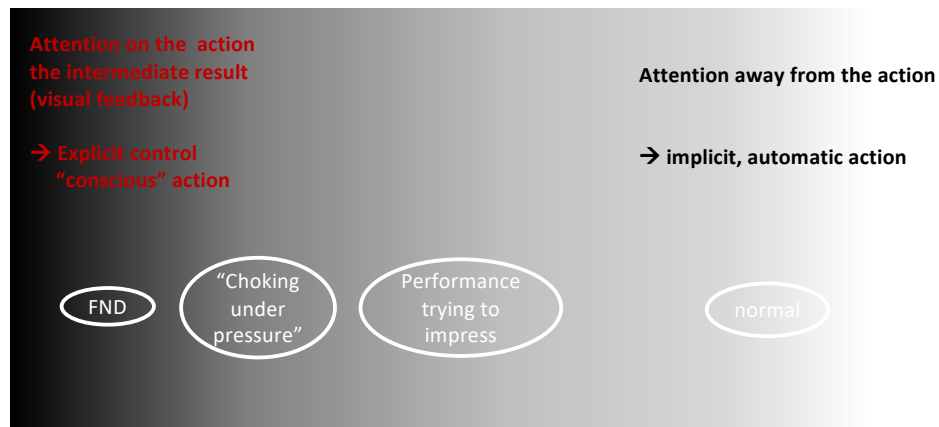 Attention on the action
the intermediate result
(visual feedback)
→ Explicit control
"conscious" action
Attention away from the action
→ implicit, automatic action
FND
“Choking
under
pressure”
Performance
trying to
impress
normal